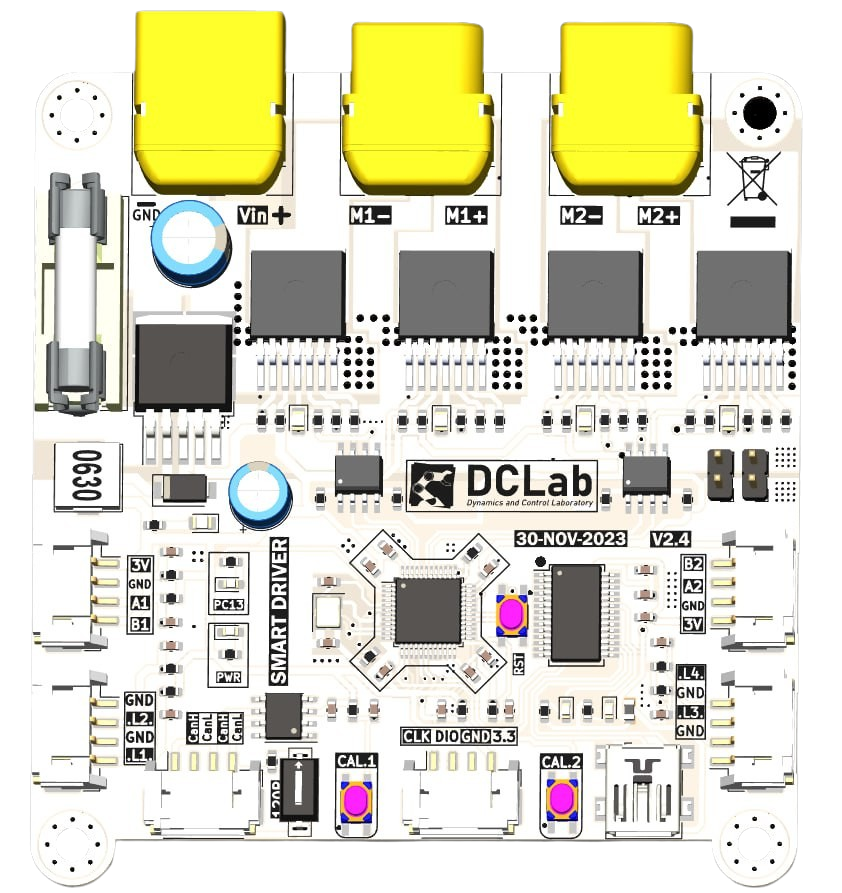 GND
Vin +
M1-
M1+
M2-
M2+
0630
DCLab
Dynamics and Control Laboratory
30-NOV-2023
V2.4
3V
GND
A1
B1
PC13
PWR
SMART DRIVER
RST
B2
A2
GND
3V
GND
.L2.
GND
.L1.
CanH
CanL
CanH
CanL
.L4.
GND
.L3.
GND
CLK DIO GND 3.3
120R
CAL.1
CAL.2